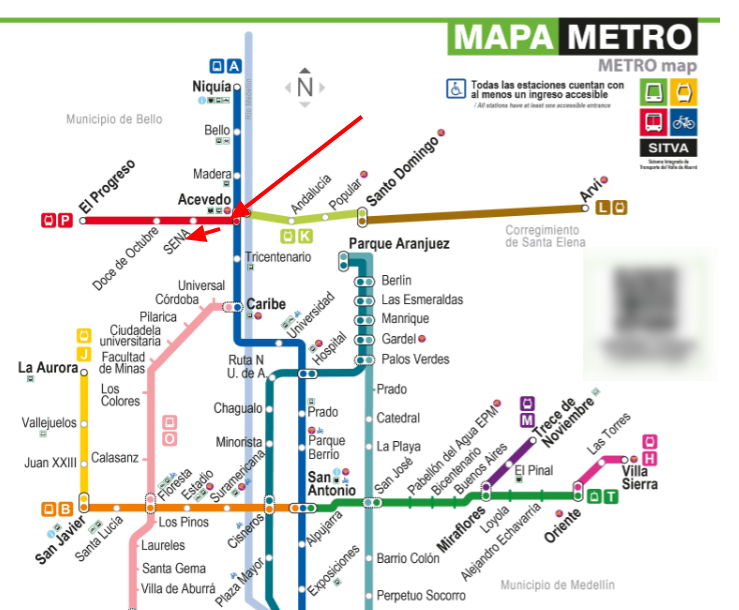 MAPA METRO
METRO map
Todas las estaciones cuentan con
al menos un ingreso accesible
/ All stations have at least one accessible entrance
SITVA
Sistema Integrado de
Transporte del Valle de Aburrá
A
Niquía
N
Río Medellín
Municipio de Bello
Bello
Madera
Acevedo
P
El Progreso
Doce de Octubre
SENA
Andalucía
Popular
Santo Domingo
K
Arví
L
Corregimiento
de Santa Elena
Tricentenario
Parque Aranjuez
Berlín
Las Esmeraldas
Manrique
Gardel
Palos Verdes
Universal
Córdoba
Caribe
Pilarica
Ciudadela
universitaria
Facultad
de Minas
Universidad
Hospital
Ruta N
U. de A.
J
La Aurora
Los
Colores
Prado
Chagualo
Prado
Catedral
Vallejuelos
O
Minorista
Parque
Berrío
La Playa
Juan XXIII
Calasanz
Floresta
Estadio
Suramericana
San
Antonio
San José
Pabellón del Agua EPM
Bicentenario
Buenos Aires
M
Trece de
Noviembre
El Pinal
Las Torres
H
Villa
Sierra
B
San Javier
Santa Lucía
Los Pinos
Cisneros
Alpujarra
Miraflores
Loyola
Alejandro Echavarría
Oriente
T
Laureles
Santa Gema
Villa de Aburrá
Plaza Mayor
Exposiciones
Barrio Colón
Perpetuo Socorro
Municipio de Medellín